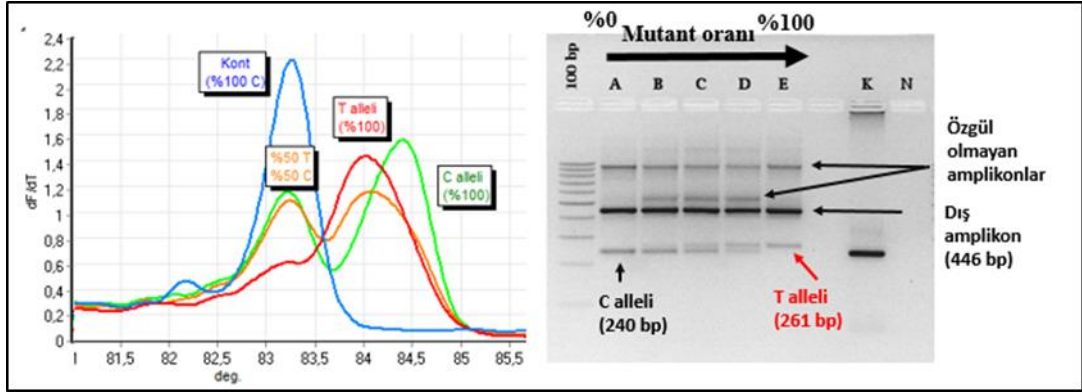 2,4
2,2
2
1,8
1,6
1,4
1,2
1
0,8
0,6
0,4
0,2
0
dF/dT
Kont
(%100 C)
T alleli
(%100)
%50 T
%50 C
C alleli
(%100)
1 81,5 82 82,5 83 83,5 84 84,5 85 85,5
deg.
%0 %100
Mutant oranı
100 bp
A B C D E K N
Özgül
olmayan
amplikonlar
Dış
amplikon
(446 bp)
C alleli
(240 bp)
T alleli
(261 bp)